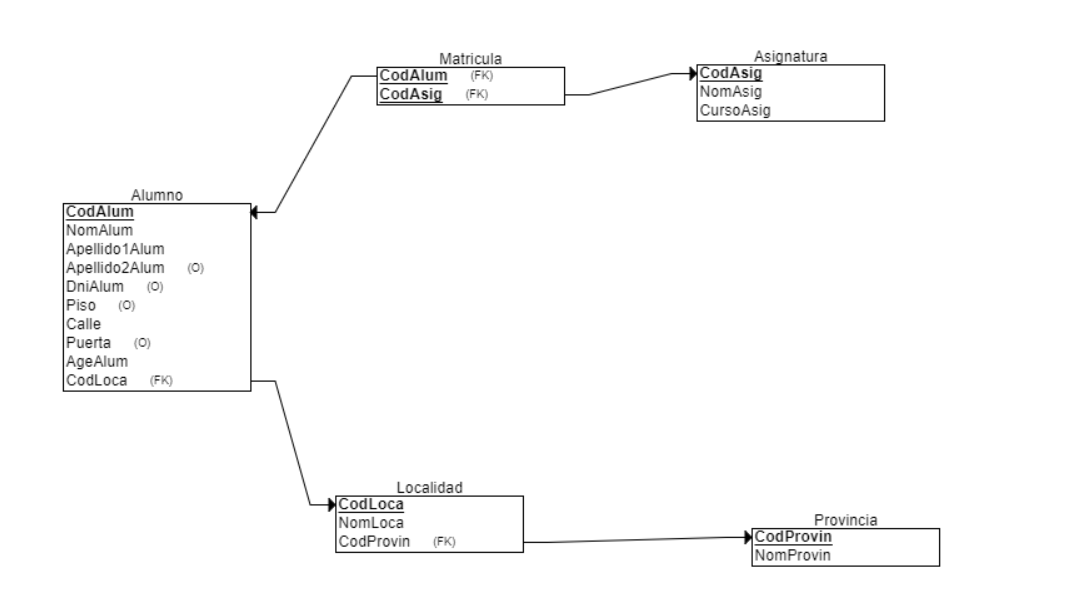 Matricula
CodAlum (FK)
CodAsig (FK)
Asignatura
CodAsig
NomAsig
CursoAsig
Alumno
CodAlum
NomAlum
Apellido1Alum
Apellido2Alum (O)
DniAlum (O)
Piso (O)
Calle
Puerta (O)
AgeAlum
CodLoca (FK)
Localidad
CodLoca
NomLoca
CodProvin (FK)
Provincia
CodProvin
NomProvin